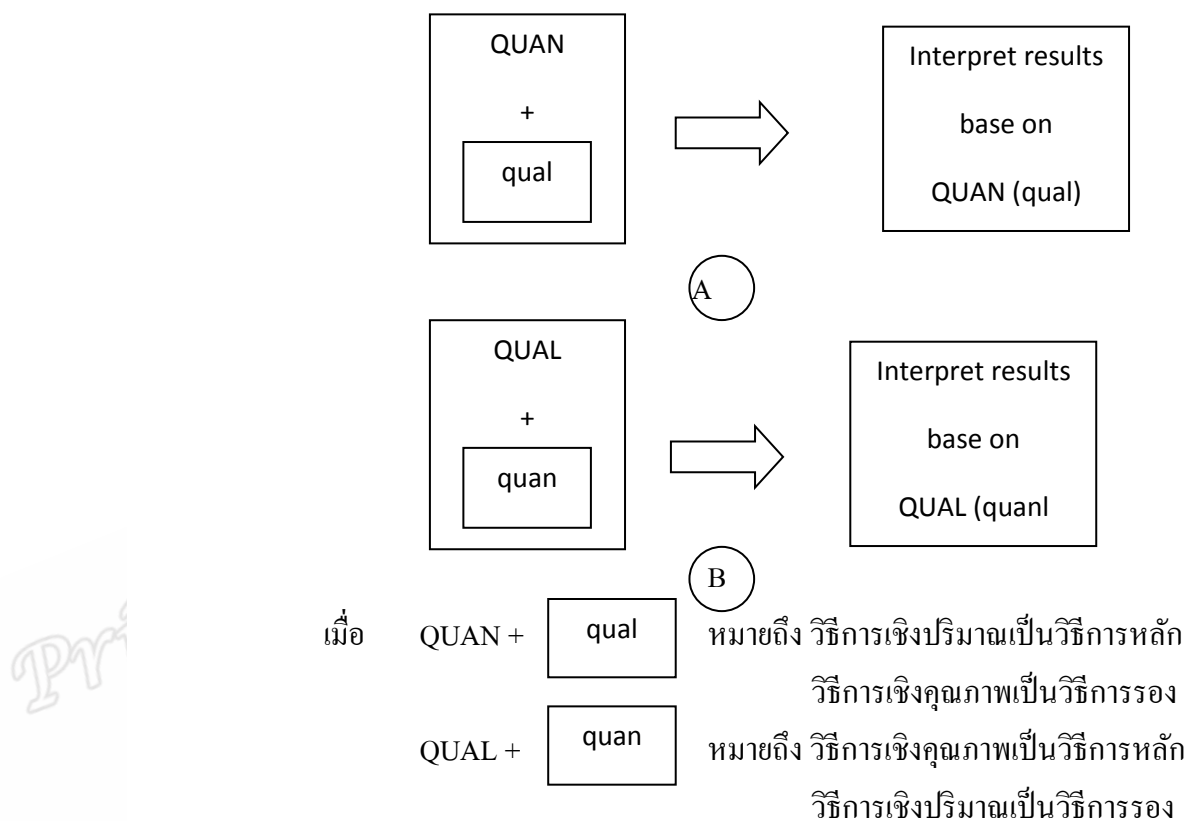 QUAN
+
qual
Interpret results
base on
QUAN (qual)
A
QUAL
+
quan
Interpret results
base on
QUAL (quanl
B
เมื่อ QUAN + qual หมายถึง วิธีการเชิงปริมาณเป็นวิธีการหลัก
วิธีการเชิงคุณภาพเป็นวิธีการรอง
QUAL + quan หมายถึง วิธีการเชิงคุณภาพเป็นวิธีการหลัก
วิธีการเชิงปริมาณเป็นวิธีการรอง